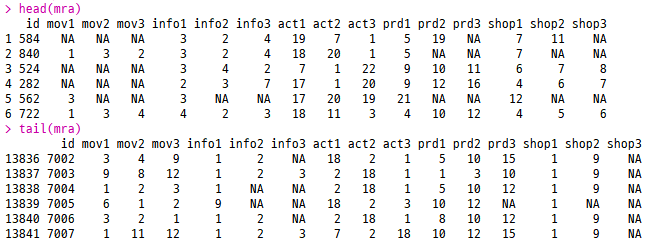 > head(mra)
id mov1 mov2 mov3 info1 info2 info3 act1 act2 act3 prd1 prd2 prd3 shop1 shop2 shop3
1 584 NA NA NA 3 2 4 19 7 1 5 19 NA 7 11 NA
2 840 1 3 2 3 2 4 18 20 1 5 NA NA 7 NA NA
3 524 NA NA NA 3 4 2 7 1 22 9 10 11 6 7 8
4 282 NA NA NA 2 3 7 17 1 20 9 12 16 4 6 7
5 562 3 NA NA 3 NA NA 17 20 19 21 NA NA 12 NA NA
6 722 1 3 4 4 2 3 18 11 3 4 10 12 4 5 6
> tail(mra)
id mov1 mov2 mov3 info1 info2 info3 act1 act2 act3 prd1 prd2 prd3 shop1 shop2 shop3
13836 7002 3 4 9 1 2 NA 18 2 1 5 10 15 1 9 NA
13837 7003 9 8 12 1 2 3 2 18 1 1 3 10 1 9 NA
13838 7004 1 2 3 1 NA NA 2 18 1 5 10 12 1 9 NA
13839 7005 6 1 2 9 NA NA 18 2 3 10 12 NA 1 NA NA
13840 7006 3 2 1 1 2 NA 2 18 1 8 10 12 1 9 NA
13841 7007 1 11 12 1 2 3 7 2 18 10 12 15 1 9 NA